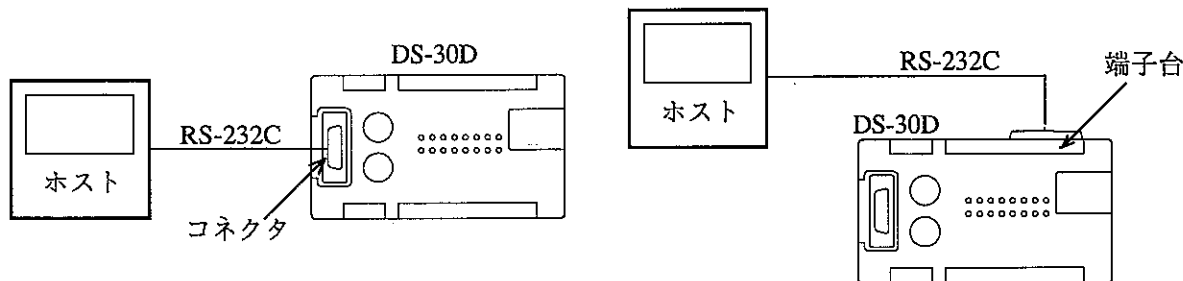 DS-30D
RS-232C
ホスト
コネクタ
RS-232C
端子台
ホスト
DS-30D